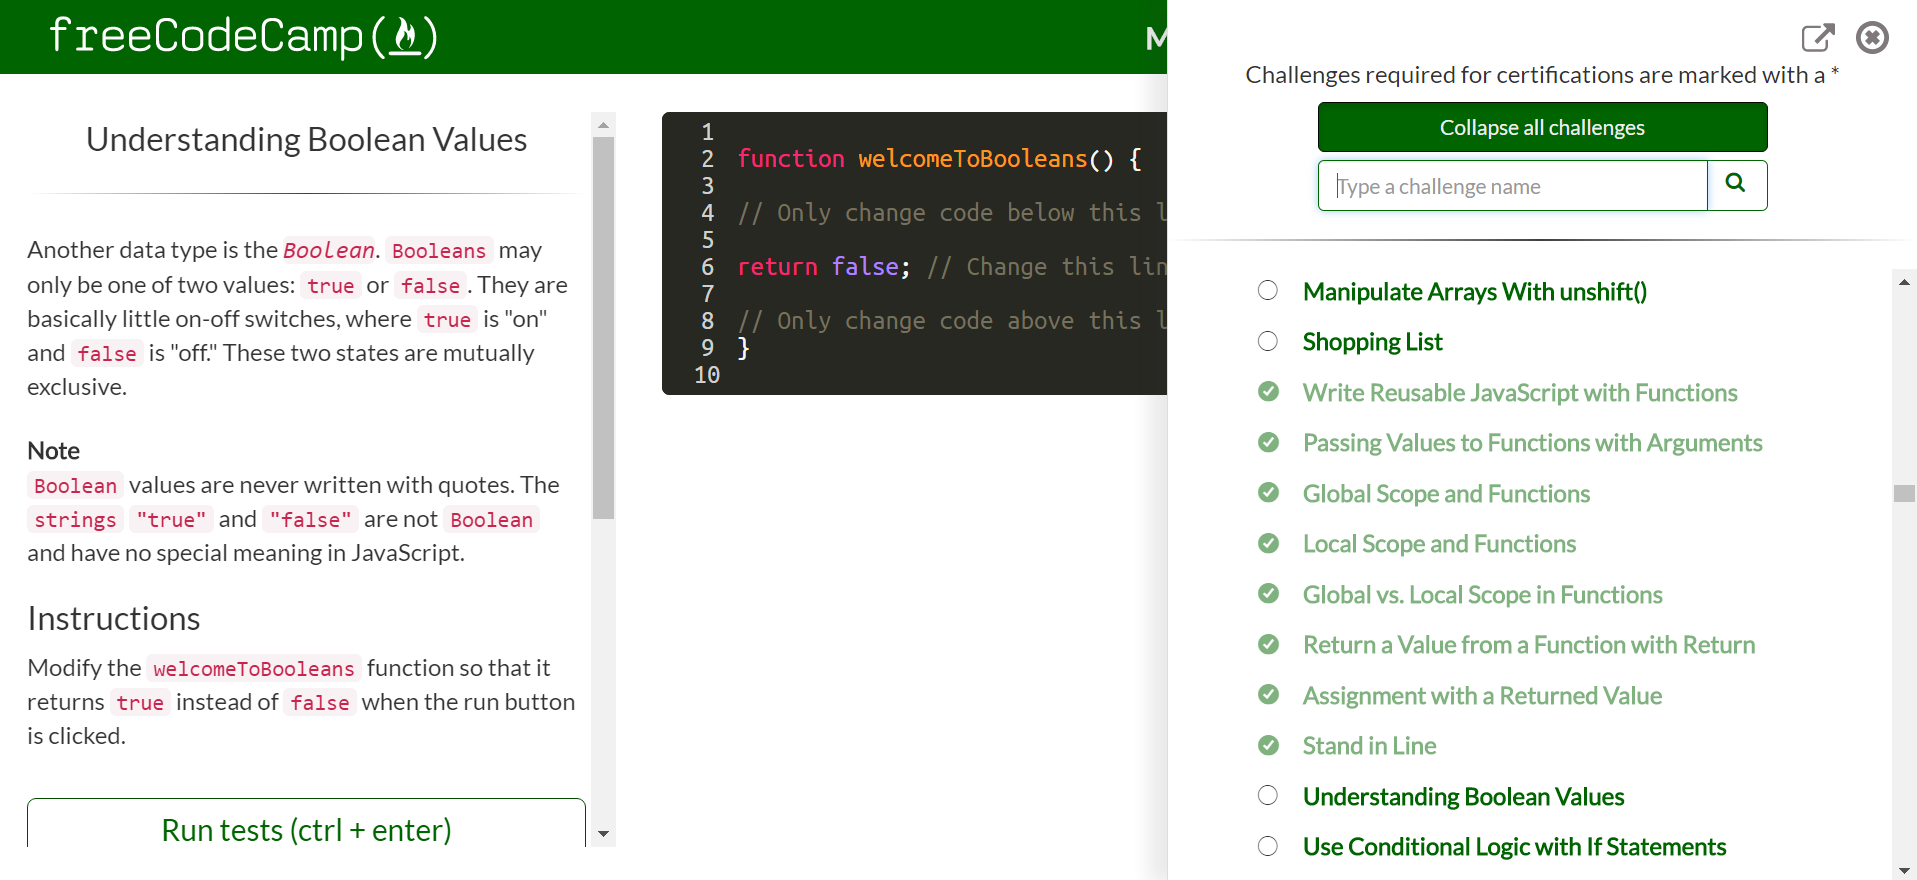 freeCodeCamp(🔥)
Understanding Boolean Values
Another data type is the Boolean. Booleans may
only be one of two values: true or false. They are
basically little on-off switches, where true is "on"
and false is "off." These two states are mutually
exclusive.
Note
Boolean values are never written with quotes. The
strings "true" and "false" are not Boolean
and have no special meaning in JavaScript.
Instructions
Modify the welcomeToBooleans function so that it
returns true instead of false when the run button
is clicked.
Run tests (ctrl + enter)
1
2 function welcomeToBooleans() {
3
4 // Only change code below this l
5
6 return false; // Change this lin
7
8 // Only change code above this l
9 }
10
M
Challenges required for certifications are marked with a *
Collapse all challenges
Type a challenge name
Manipulate Arrays With unshift()
Shopping List
Write Reusable JavaScript with Functions
Passing Values to Functions with Arguments
Global Scope and Functions
Local Scope and Functions
Global vs. Local Scope in Functions
Return a Value from a Function with Return
Assignment with a Returned Value
Stand in Line
Understanding Boolean Values
Use Conditional Logic with If Statements